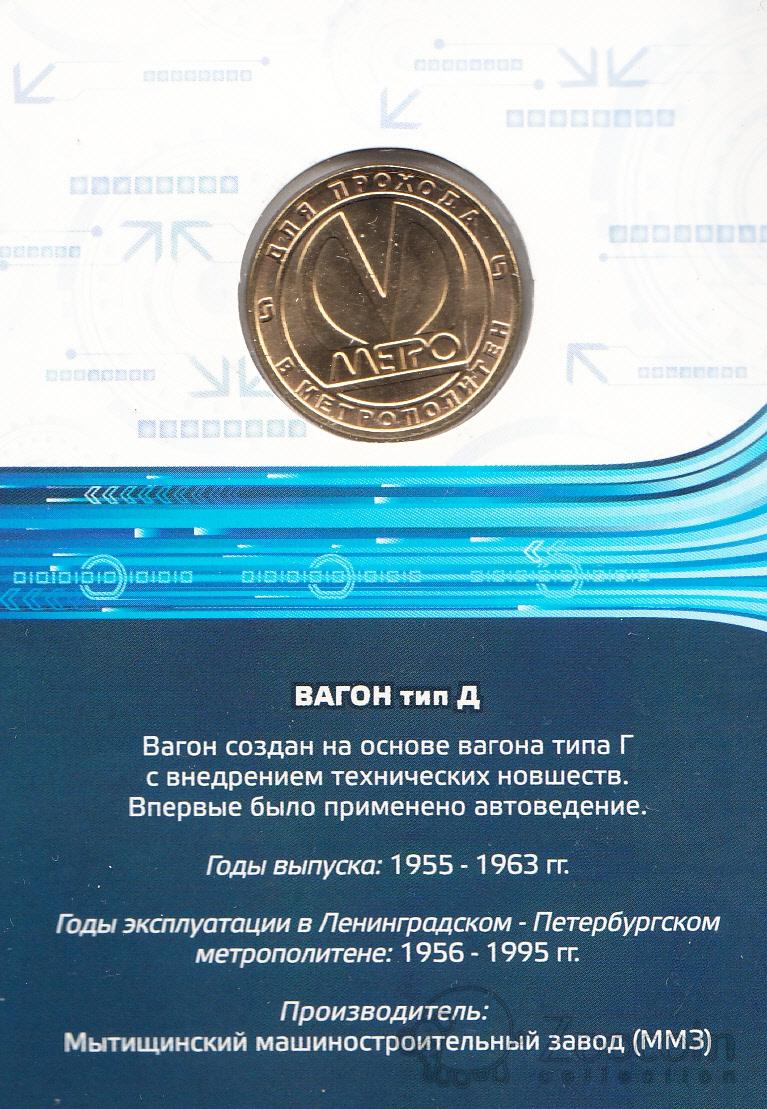 ДЛЯ ПРОХОДА
МЕТРО
В МЕТРОПОЛИТЕН
ВАГОН тип Д
Вагон создан на основе вагона типа Г
с внедрением технических новшеств.
Впервые было применено автоведение.
Годы выпуска: 1955 - 1963 гг.
Годы эксплуатации в Ленинградском - Петербургском
метрополитене: 1956 - 1995 гг.
Производитель:
Мытищинский машиностроительный завод (ММЗ)
collection